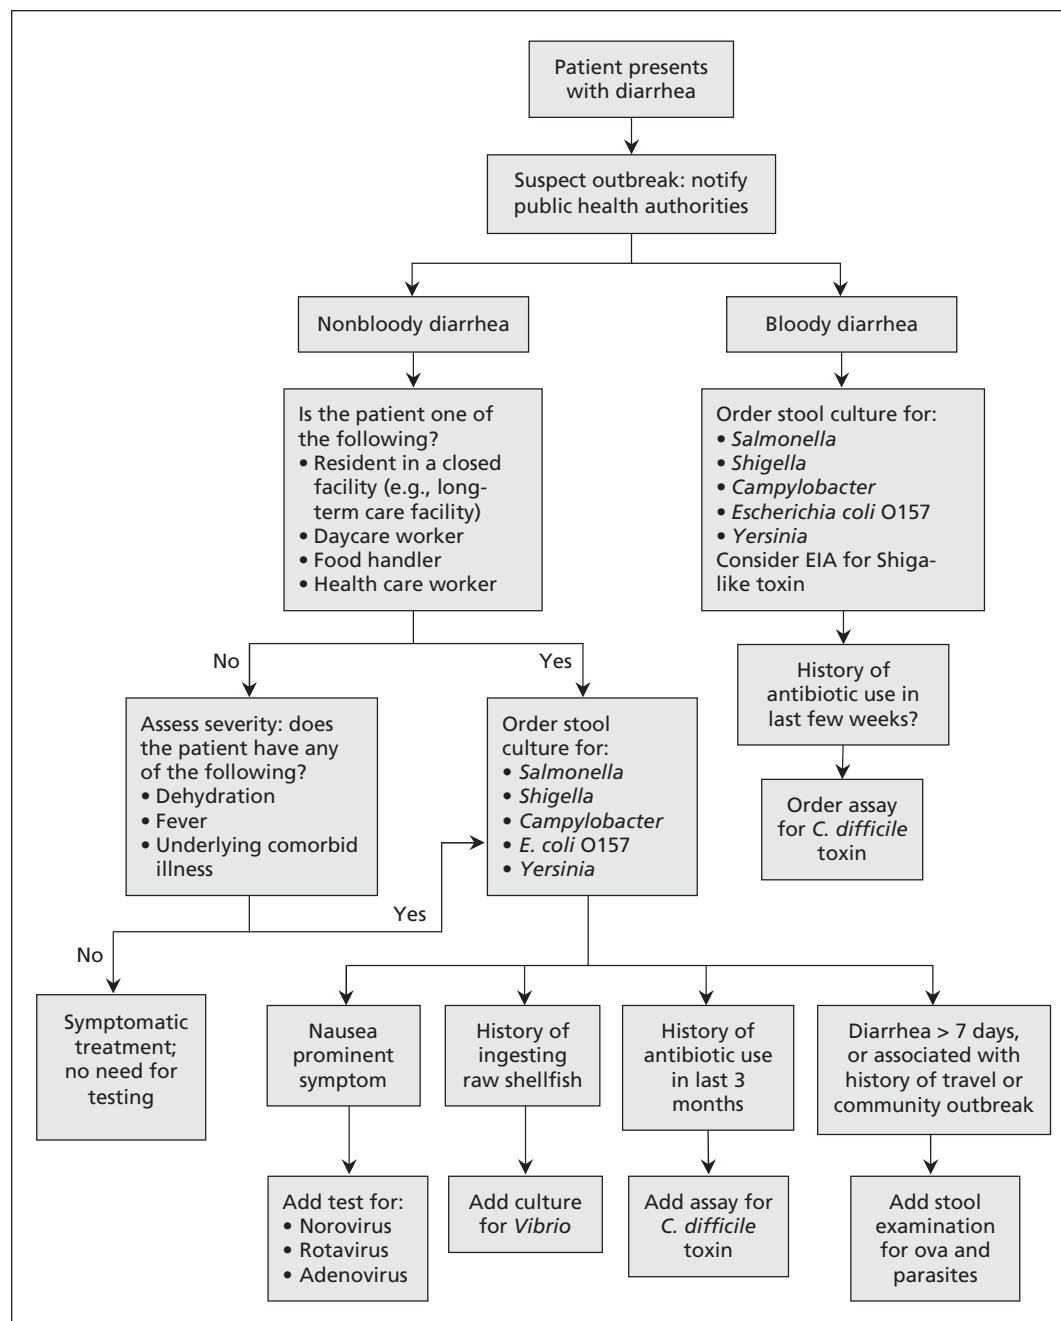 Patient presents
with diarrhea
Suspect outbreak: notify
public health authorities
Nonbloody diarrhea
Bloody diarrhea
Is the patient one of
the following?
• Resident in a closed
facility (e.g., long-
term care facility)
• Daycare worker
• Food handler
• Health care worker
Order stool culture for:
• Salmonella
• Shigella
• Campylobacter
• Escherichia coli O157
• Yersinia
Consider EIA for Shiga-
like toxin
No
Yes
History of
antibiotic use in
last few weeks?
Assess severity: does
the patient have any
of the following?
• Dehydration
• Fever
• Underlying comorbid
illness
Order stool
culture for:
• Salmonella
• Shigella
• Campylobacter
• E. coli O157
• Yersinia
Order assay
for C. difficile
toxin
Yes
No
Symptomatic
treatment;
no need for
testing
Nausea
prominent
symptom
History of
ingesting
raw shellfish
History of
antibiotic use
in last 3
months
Diarrhea > 7 days,
or associated with
history of travel or
community outbreak
Add test for:
• Norovirus
• Rotavirus
• Adenovirus
Add culture
for Vibrio
Add assay for
C. difficile
toxin
Add stool
examination
for ova and
parasites